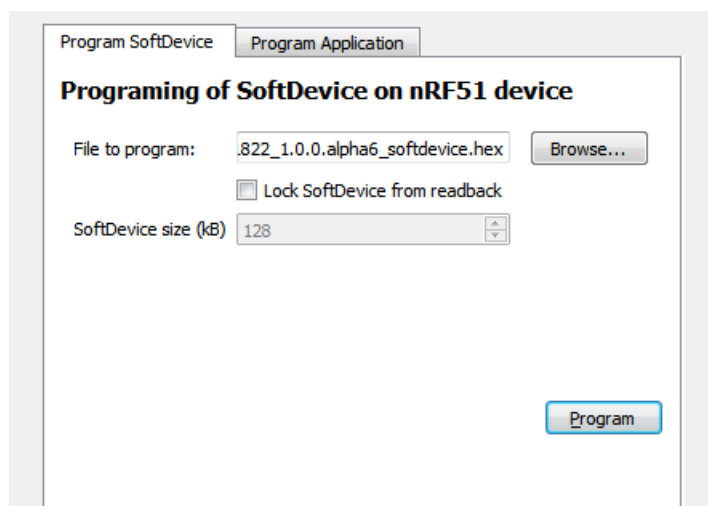 Program SoftDevice Program Application
Programing of SoftDevice on nRF51 device
File to program: .822_1.0.0.alpha6_softdevice.hex Browse...
Lock SoftDevice from readback
SoftDevice size (kB) 128
Program